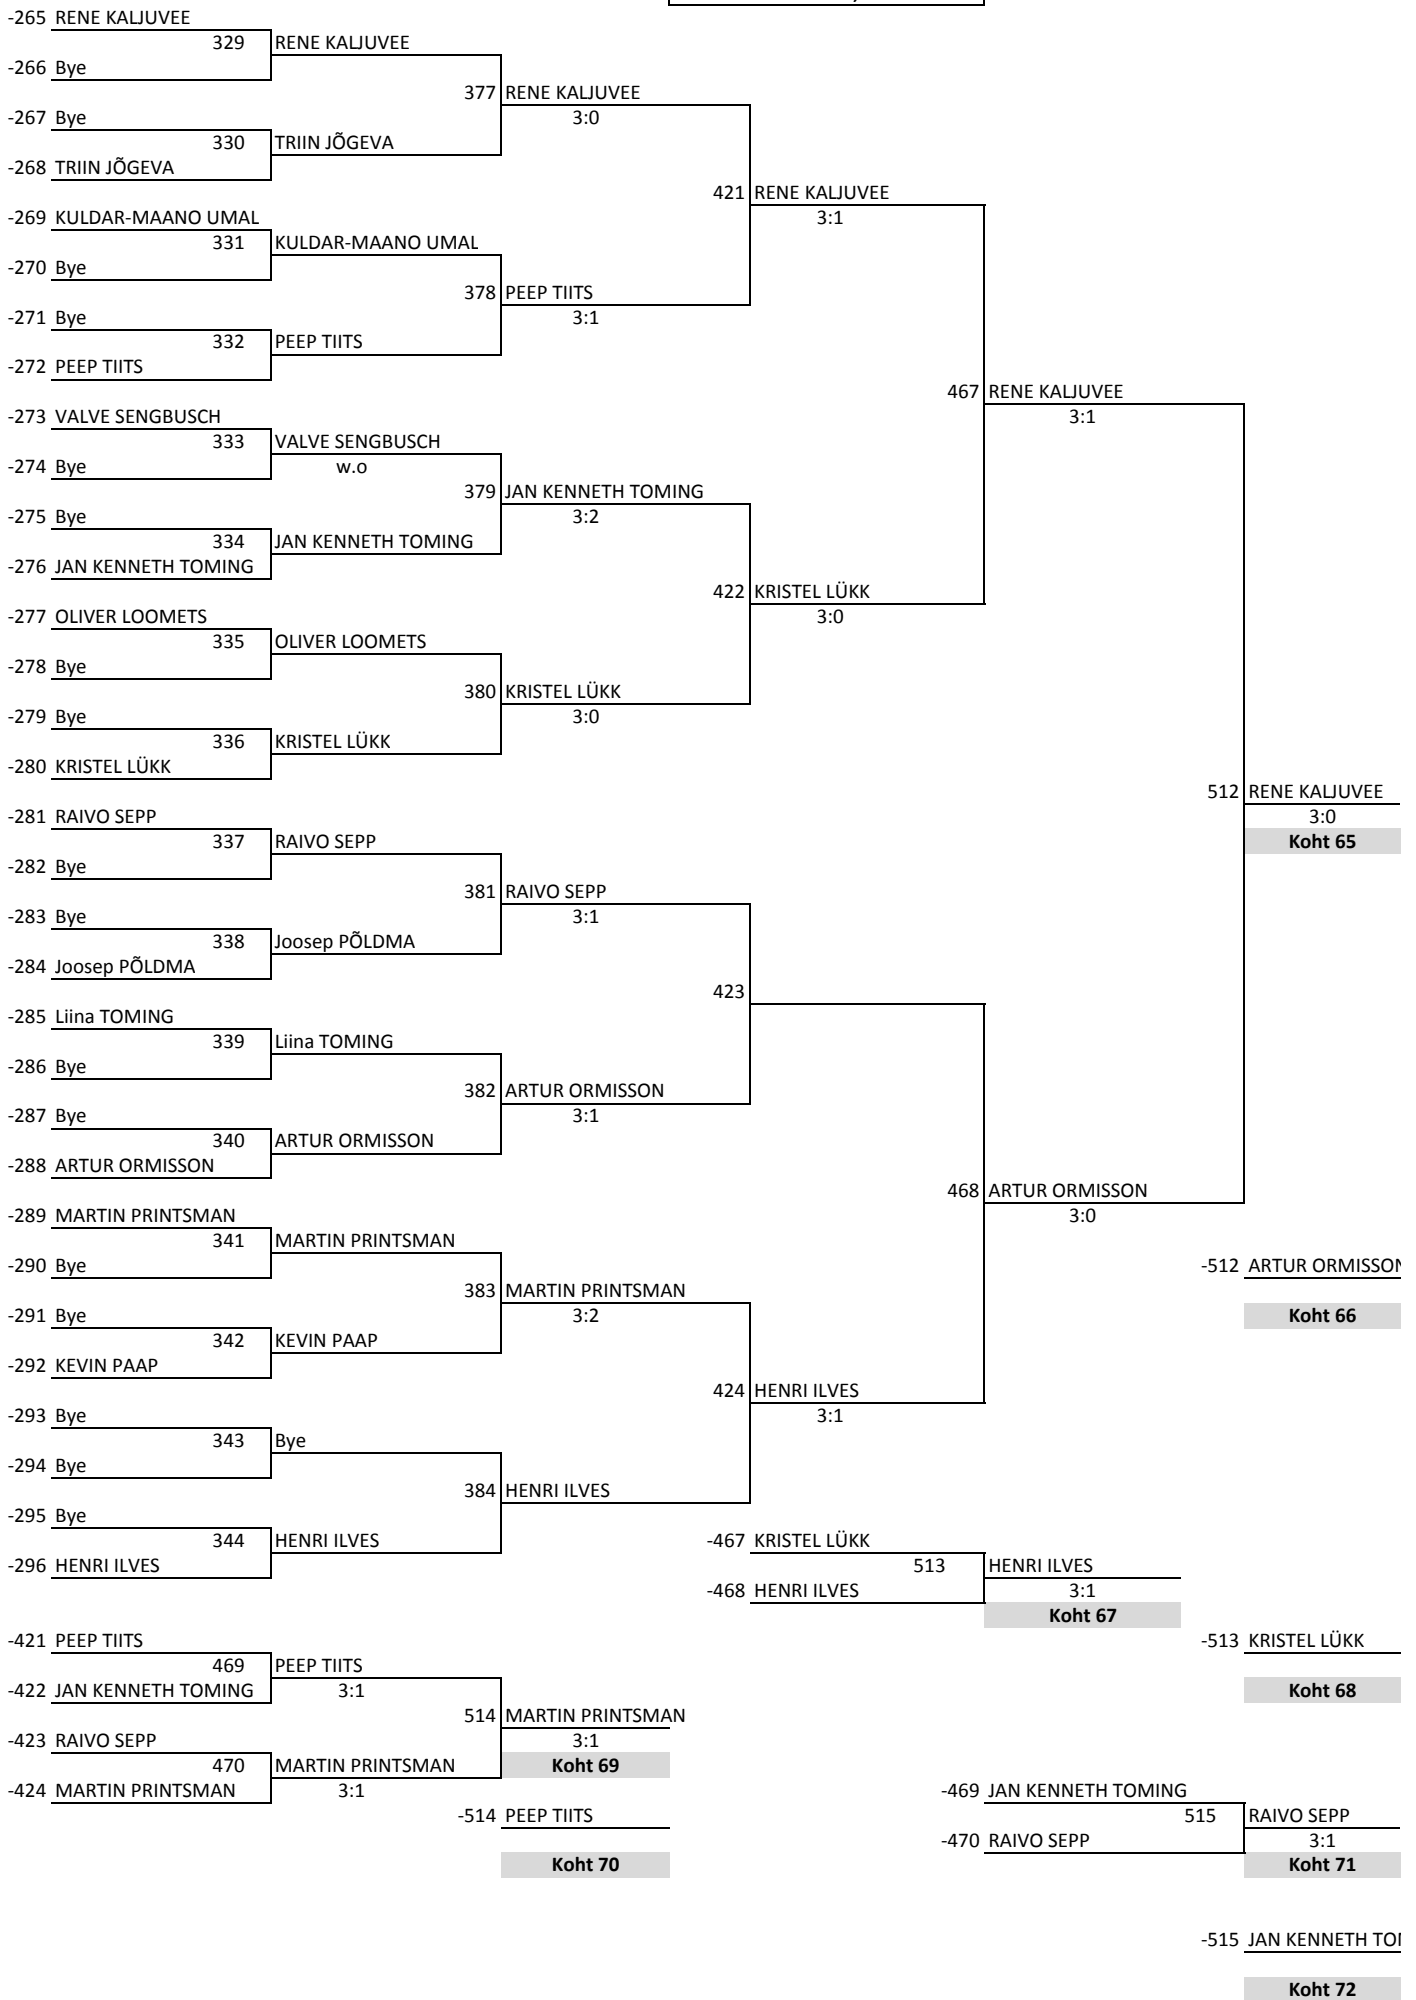 -265 RENE KALJUVEE
329 RENE KALJUVEE
-266 Bye
377 RENE KALJUVEE
-267 Bye
3:0
330 TRIIN JÕGEVA
-268 TRIIN JÕGEVA
421 RENE KALJUVEE
-269 KULDAR-MAANO UMAL
3:1
331 KULDAR-MAANO UMAL
-270 Bye
378 PEEP TIITS
-271 Bye
3:1
332 PEEP TIITS
-272 PEEP TIITS
467 RENE KALJUVEE
-273 VALVE SENGBUSCH
3:1
333 VALVE SENGBUSCH
-274 Bye
w.o
379 JAN KENNETH TOMING
-275 Bye
3:2
334 JAN KENNETH TOMING
-276 JAN KENNETH TOMING
422 KRISTEL LÜKK
-277 OLIVER LOOMETS
3:0
335 OLIVER LOOMETS
-278 Bye
380 KRISTEL LÜKK
-279 Bye
3:0
336 KRISTEL LÜKK
-280 KRISTEL LÜKK
512 RENE KALJUVEE
-281 RAIVO SEPP
3:0
337 RAIVO SEPP
Koht 65
-282 Bye
381 RAIVO SEPP
-283 Bye
3:1
338 Joosep PÕLDMA
-284 Joosep PÕLDMA
423
-285 Liina TOMING
339 Liina TOMING
-286 Bye
382 ARTUR ORMISSON
-287 Bye
3:1
340 ARTUR ORMISSON
-288 ARTUR ORMISSON
468 ARTUR ORMISSON
-289 MARTIN PRINTSMAN
3:0
341 MARTIN PRINTSMAN
-290 Bye
-512 ARTUR ORMISSON
383 MARTIN PRINTSMAN
-291 Bye
3:2
Koht 66
342 KEVIN PAAP
-292 KEVIN PAAP
424 HENRI ILVES
-293 Bye
3:1
343 Bye
-294 Bye
384 HENRI ILVES
-295 Bye
344 HENRI ILVES
-467 KRISTEL LÜKK
-296 HENRI ILVES
513 HENRI ILVES
-468 HENRI ILVES
3:1
Koht 67
-421 PEEP TIITS
-513 KRISTEL LÜKK
469 PEEP TIITS
-422 JAN KENNETH TOMING
3:1
Koht 68
514 MARTIN PRINTSMAN
-423 RAIVO SEPP
3:1
470 MARTIN PRINTSMAN
Koht 69
-424 MARTIN PRINTSMAN
3:1
-469 JAN KENNETH TOMING
-514 PEEP TIITS
515 RAIVO SEPP
-470 RAIVO SEPP
3:1
Koht 70
Koht 71
-515 JAN KENNETH
Koht 72